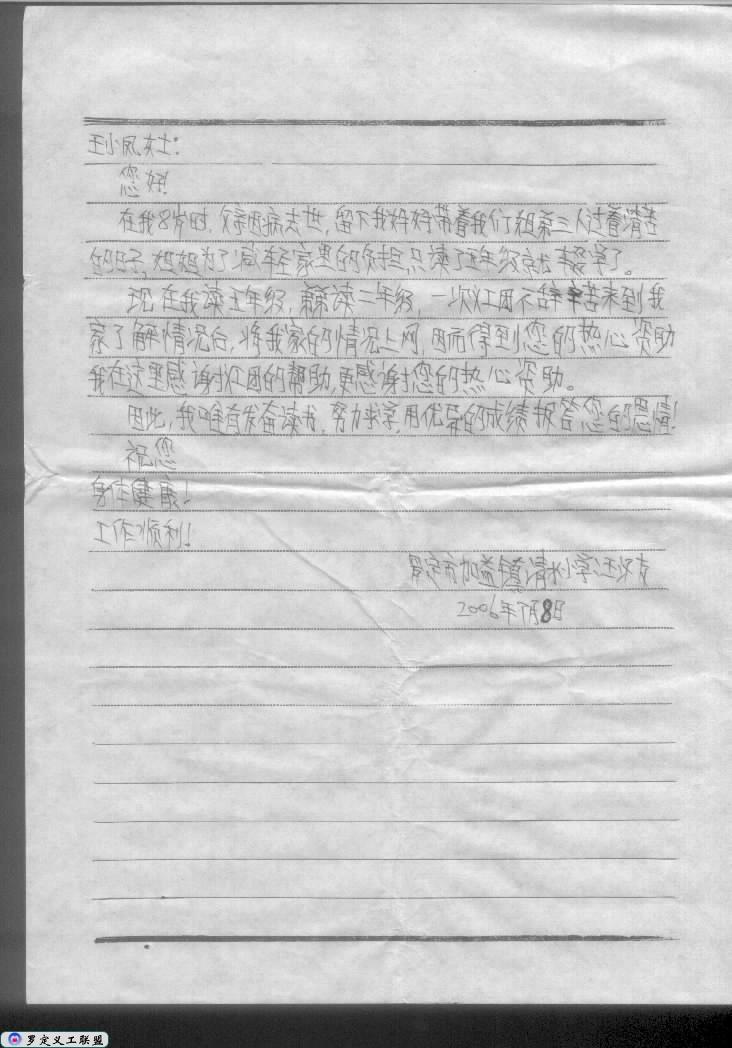 王小凤女士:
您好!
在我8岁时,父亲因病去世,留下我妈妈带着我们姐弟三人过着清苦
的日子,姐姐为了减轻家里的负担只读了五年级就辍学了。
现在我读五年级,弟弟读二年级,一次义工团不辞辛苦来到我
家了解情况后,将我家的情况上网,因而得到您的热心资助
我在这里感谢义工团的帮助,更感谢您的热心资助。
因此,我唯有发奋读书,努力求学,用优异的成绩报答您的恩情!
祝您
身体健康!
工作顺利!
罗定市加益镇清水小学
2006年7月8日
罗定义工联盟